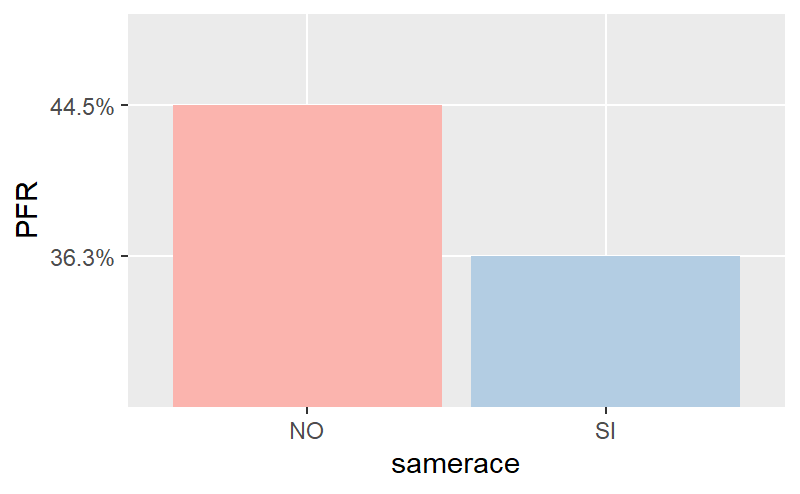 44.5%
PFR
36.3%
NO SI
samerace